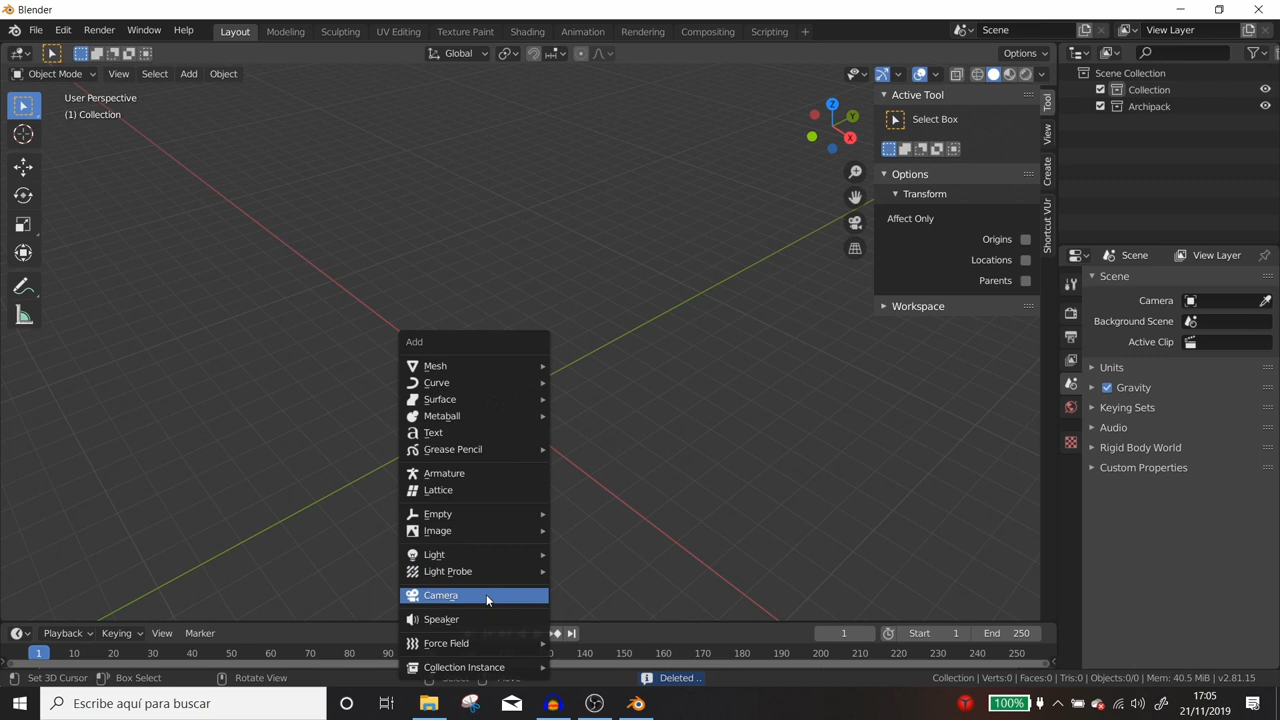 Blender
File Edit Render Window Help Layout Modeling Sculpting UV Editing Texture Paint Shading Animation Rendering Compositing Scripting + Scene View Layer
Global Options
Object Mode View Select Add Object
User Perspective
(1) Collection
Z
Y
X
Active Tool
Select Box
Options
Transform
Affect Only
Origins
Locations
Parents
Workspace
Tool
View
Create
Shortcut VUr
Scene Collection
Collection
Archipack
Scene View Layer
Scene
Camera
Background Scene
Active Clip
Units
Gravity
Keying Sets
Audio
Rigid Body World
Custom Properties
Add
Mesh
Curve
Surface
Metaball
Text
Grease Pencil
Armature
Lattice
Empty
Image
Light
Light Probe
Camera
Speaker
Force Field
Collection Instance
Playback Keying View Marker 1 Start 1 End 250
1 10 20 30 40 50 60 70 80 90 130 140 150 160 170 180 190 200 210 220 230 240 250
Set 3D Cursor Box Select Rotate View Select Move Deleted .. Collection | Verts:0 | Faces:0 | Tris:0 | Objects:0/0 | Mem: 40.5 MiB | v2.81.15
Escribe aquí para buscar 100% 17:05
21/11/2019